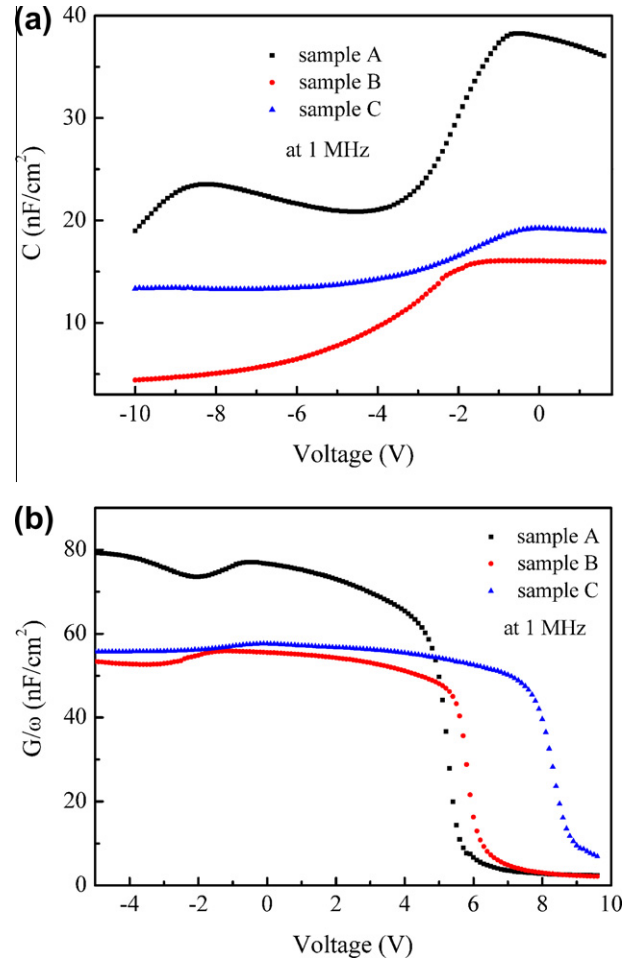 (a)
sample A
sample B
sample C
at 1 MHz
C (nF/cm²)
40
30
20
10
-10 -8 -6 -4 -2 0
Voltage (V)
(b)
sample A
sample B
sample C
at 1 MHz
G/ω (nF/cm²)
80
60
40
20
0
-4 -2 0 2 4 6 8 10
Voltage (V)